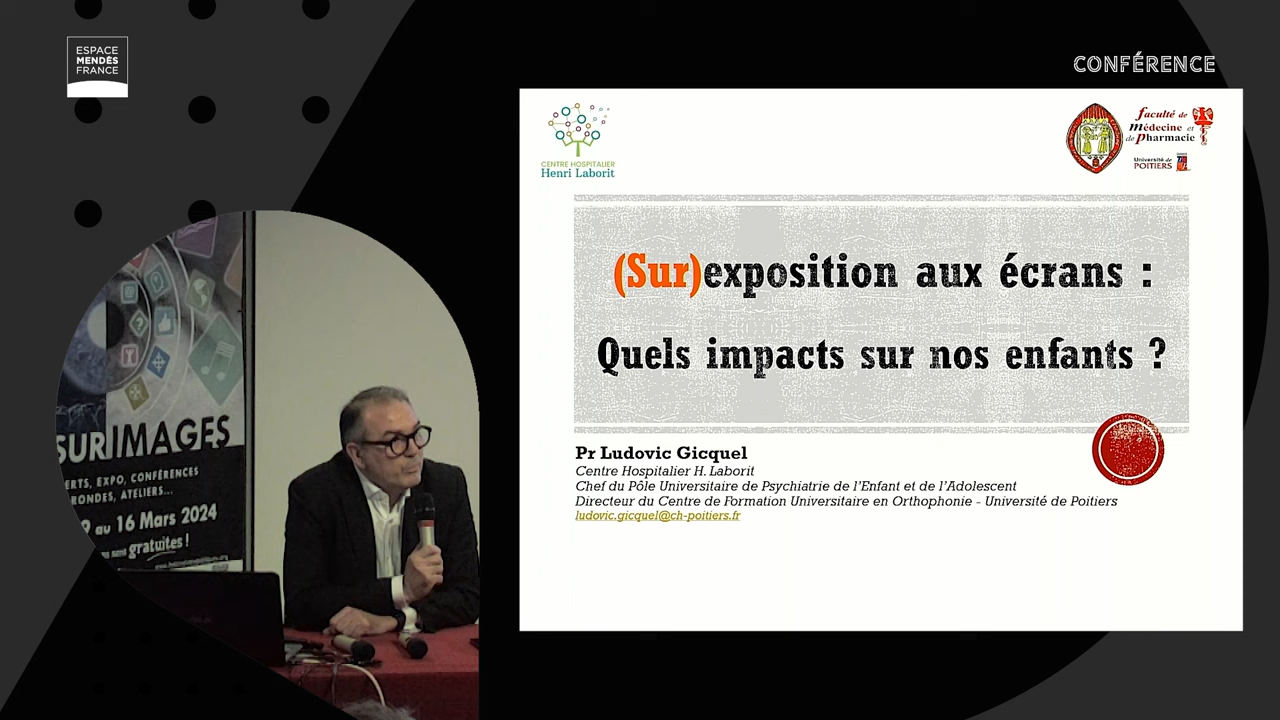 ESPACE
MENDÈS
FRANCE
CONFÉRENCE
CENTRE HOSPITALIER
Henri Laborit
faculté de
Médecine et
de Pharmacie
Université de
POITIERS
(Sur)exposition aux écrans :
Quels impacts sur nos enfants ?
Pr Ludovic Gicquel
Centre Hospitalier H. Laborit
Chef du Pôle Universitaire de Psychiatrie de l'Enfant et de l'Adolescent
Directeur du Centre de Formation Universitaire en Orthophonie - Université de Poitiers
ludovic.gicquel@ch-poitiers.fr
SUR IMAGES
ERTS, EXPO, CONFÉRENCES
RONDES, ATELIERS...
9 au 16 Mars 2024
gratuites !